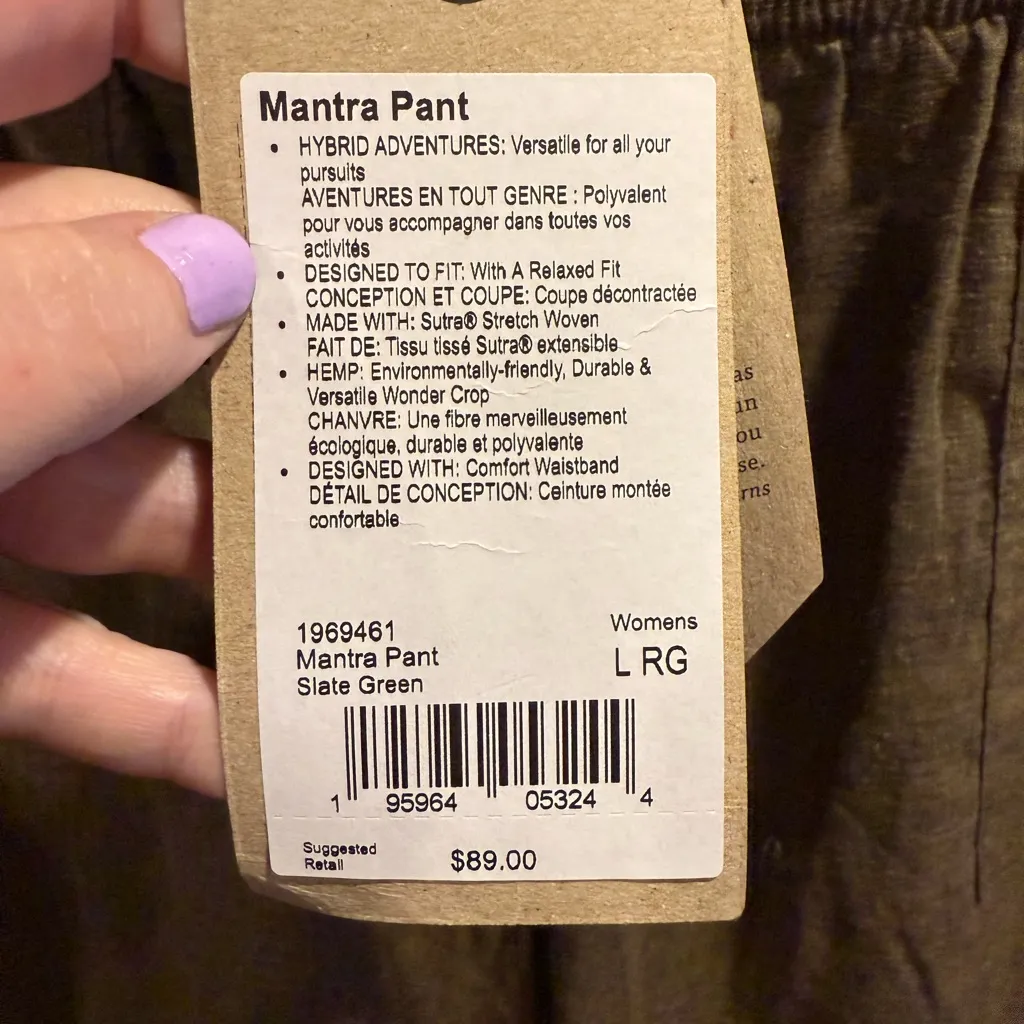 Mantra Pant
• HYBRID ADVENTURES: Versatile for all your
pursuits
AVENTURES EN TOUT GENRE : Polyvalent
pour vous accompagner dans toutes vos
activités
• DESIGNED TO FIT: With A Relaxed Fit
CONCEPTION ET COUPE: Coupe décontractée
• MADE WITH: Sutra® Stretch Woven
FAIT DE: Tissu tissé Sutra® extensible
• HEMP: Environmentally-friendly, Durable &
Versatile Wonder Crop
CHANVRE: Une fibre merveilleusement
écologique, durable et polyvalente
• DESIGNED WITH: Comfort Waistband
DÉTAIL DE CONCEPTION: Ceinture montée
confortable
1969461
Mantra Pant
Slate Green
Womens
L RG
1 95964 05324 4
Suggested
Retail
$89.00